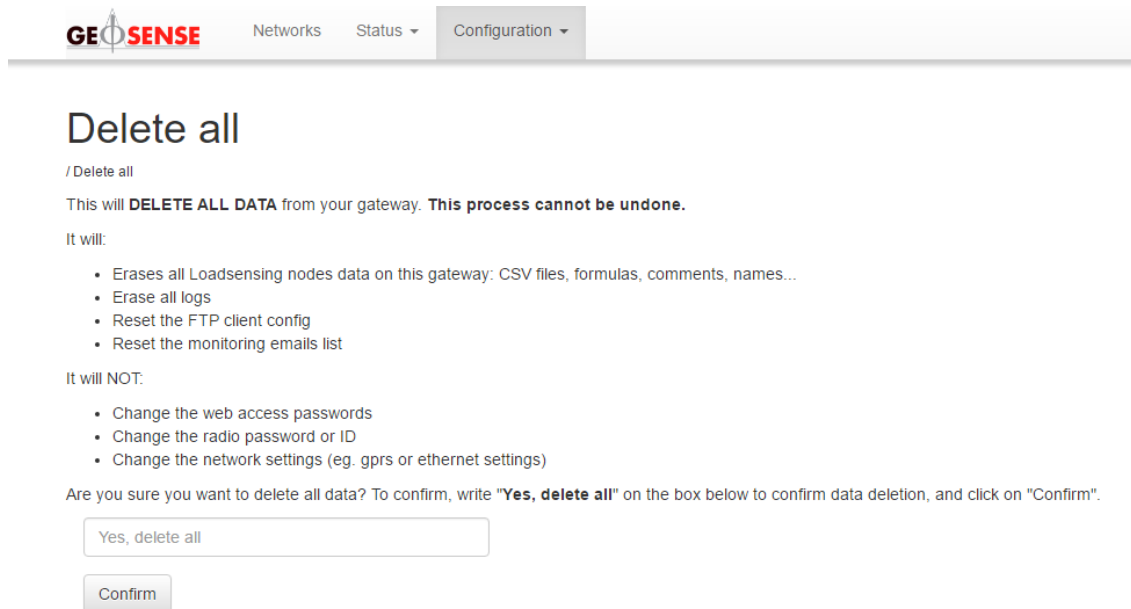 GEOSENSE Networks Status Configuration
Delete all
/ Delete all
This will DELETE ALL DATA from your gateway. This process cannot be undone.
It will:
• Erases all Loadsensing nodes data on this gateway: CSV files, formulas, comments, names...
• Erase all logs
• Reset the FTP client config
• Reset the monitoring emails list
It will NOT:
• Change the web access passwords
• Change the radio password or ID
• Change the network settings (eg. gprs or ethernet settings)
Are you sure you want to delete all data? To confirm, write "Yes, delete all" on the box below to confirm data deletion, and click on "Confirm".
Yes, delete all
Confirm